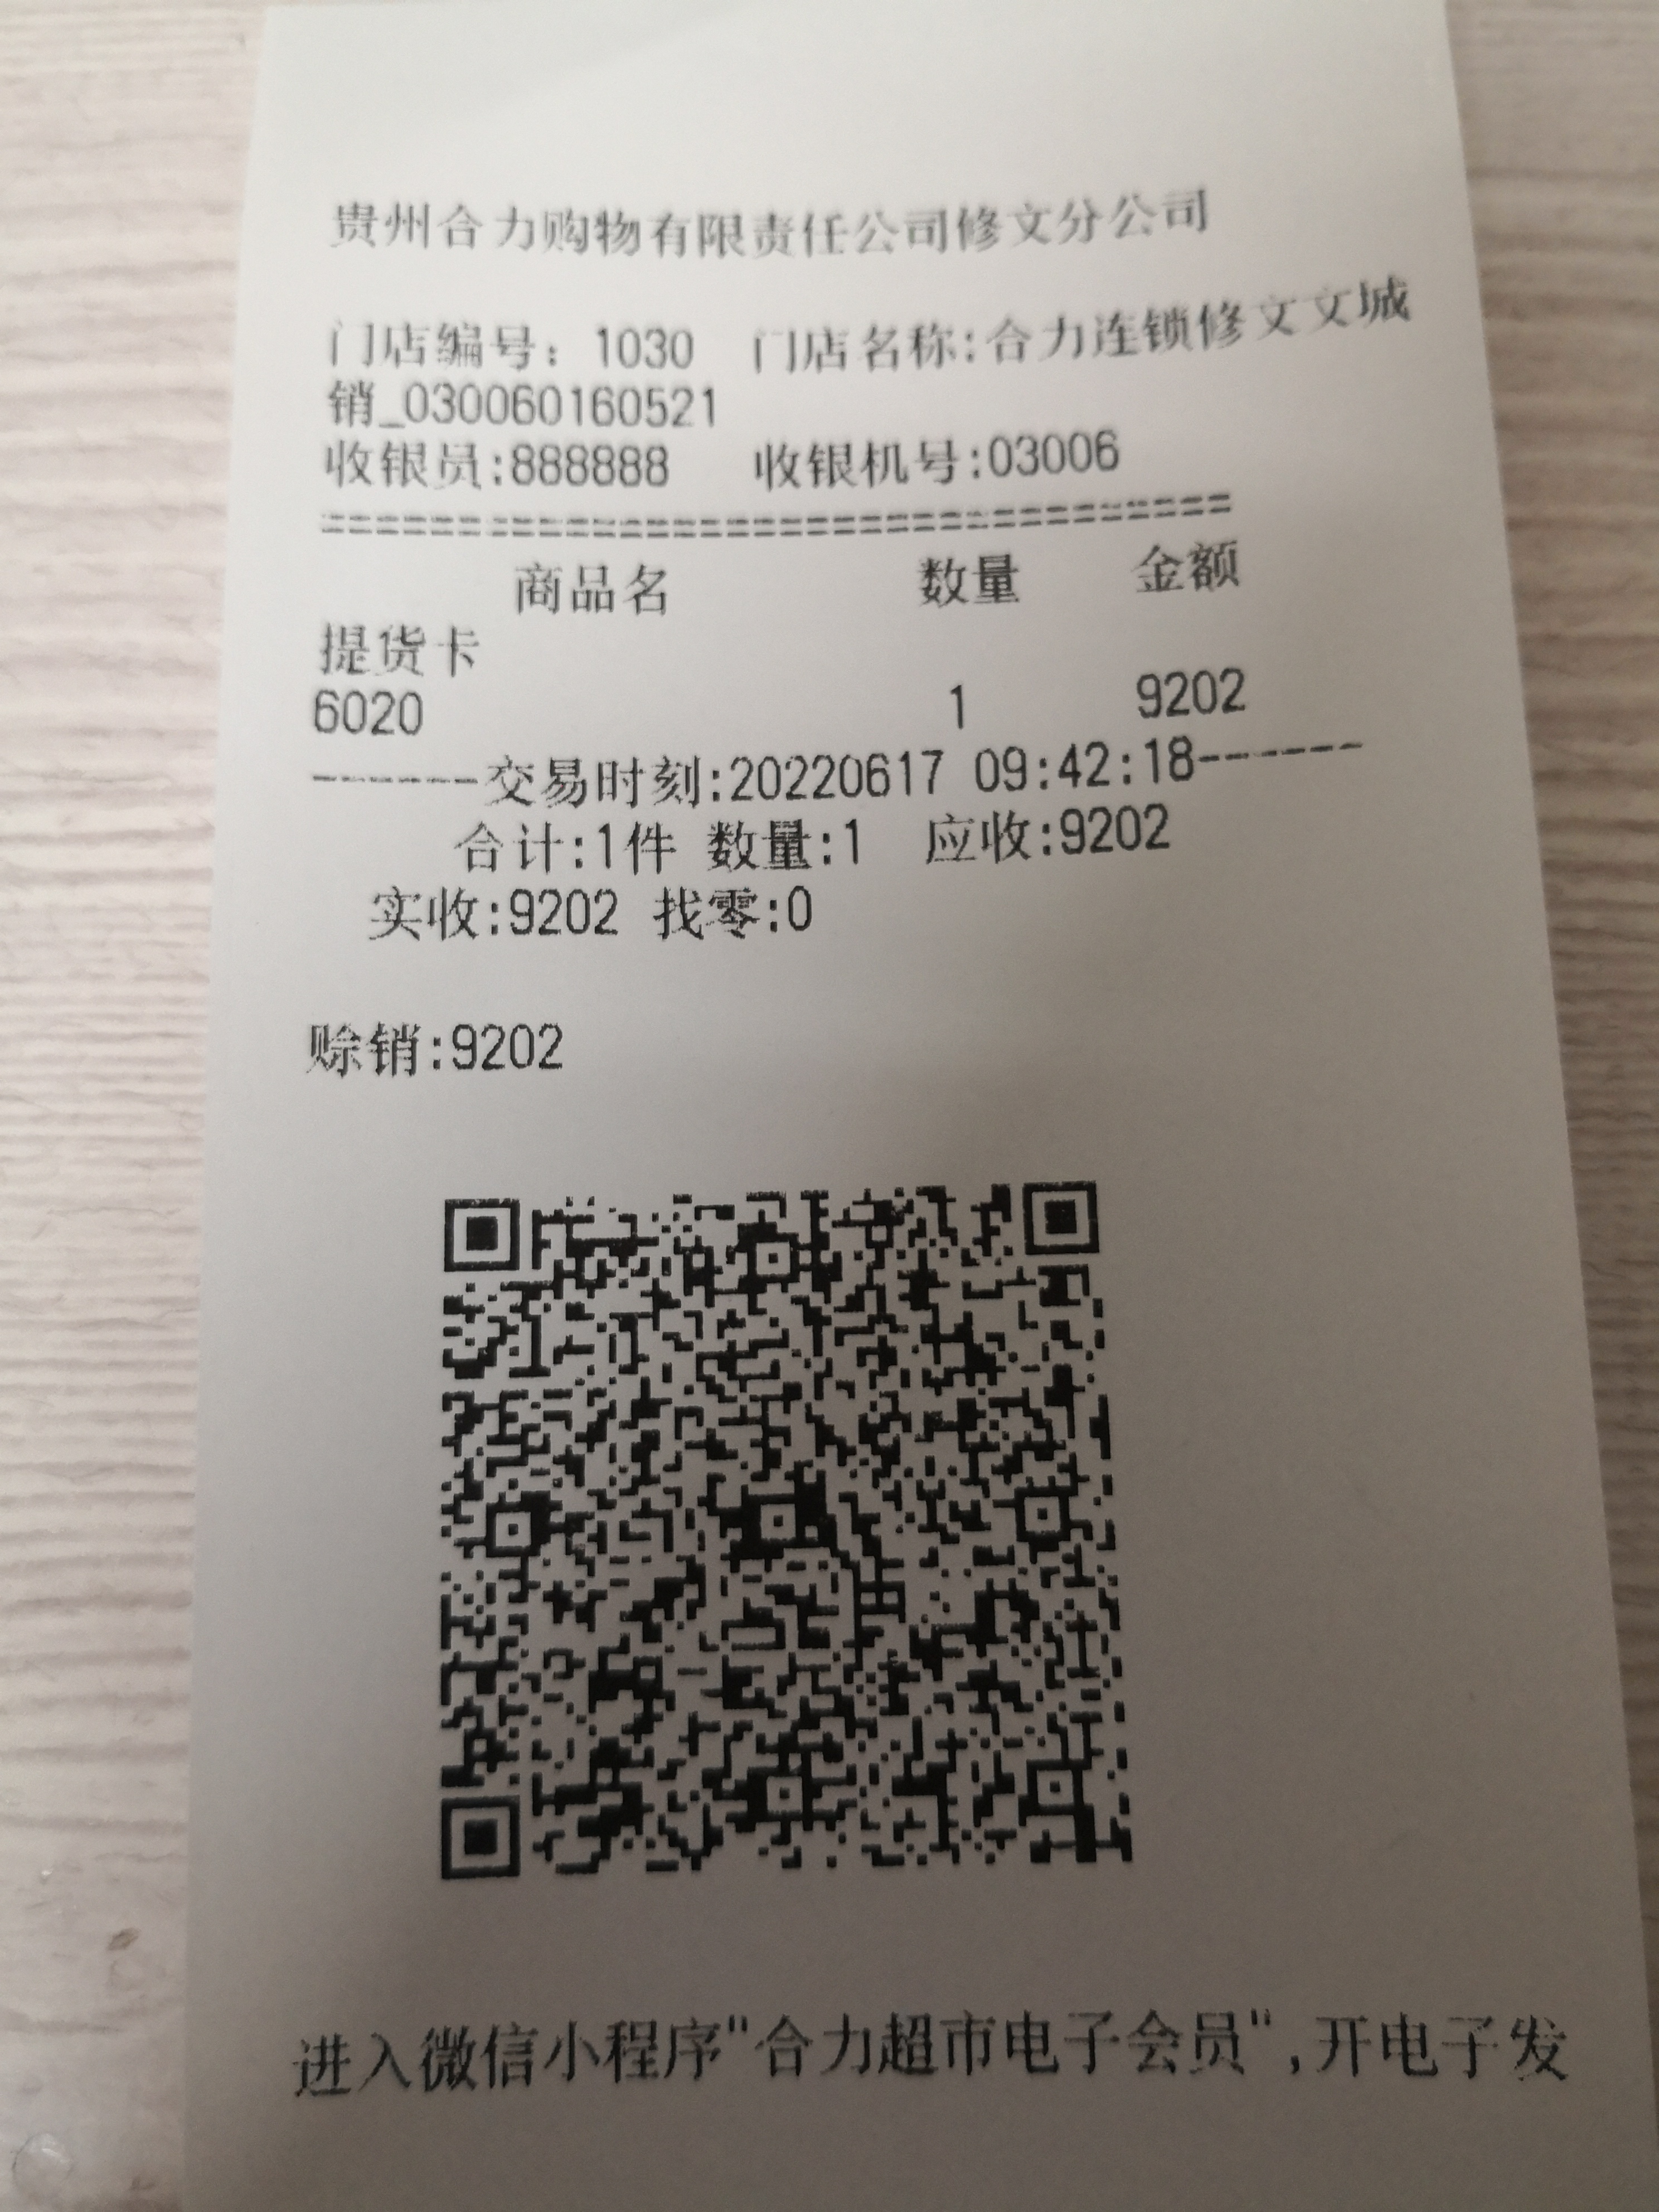 贵州合力购物有限责任公司修文分公司
门店编号：1030 门店名称:合力连锁修文文城
销_030060160521
收银员:888888 收银机号:03006
==================================
商品名 数量 金额
提货卡
6020 1 9202
------交易时刻:20220617 09:42:18------
合计:1件 数量:1 应收:9202
实收:9202 找零:0
赊销:9202
进入微信小程序"合力超市电子会员",开电子发